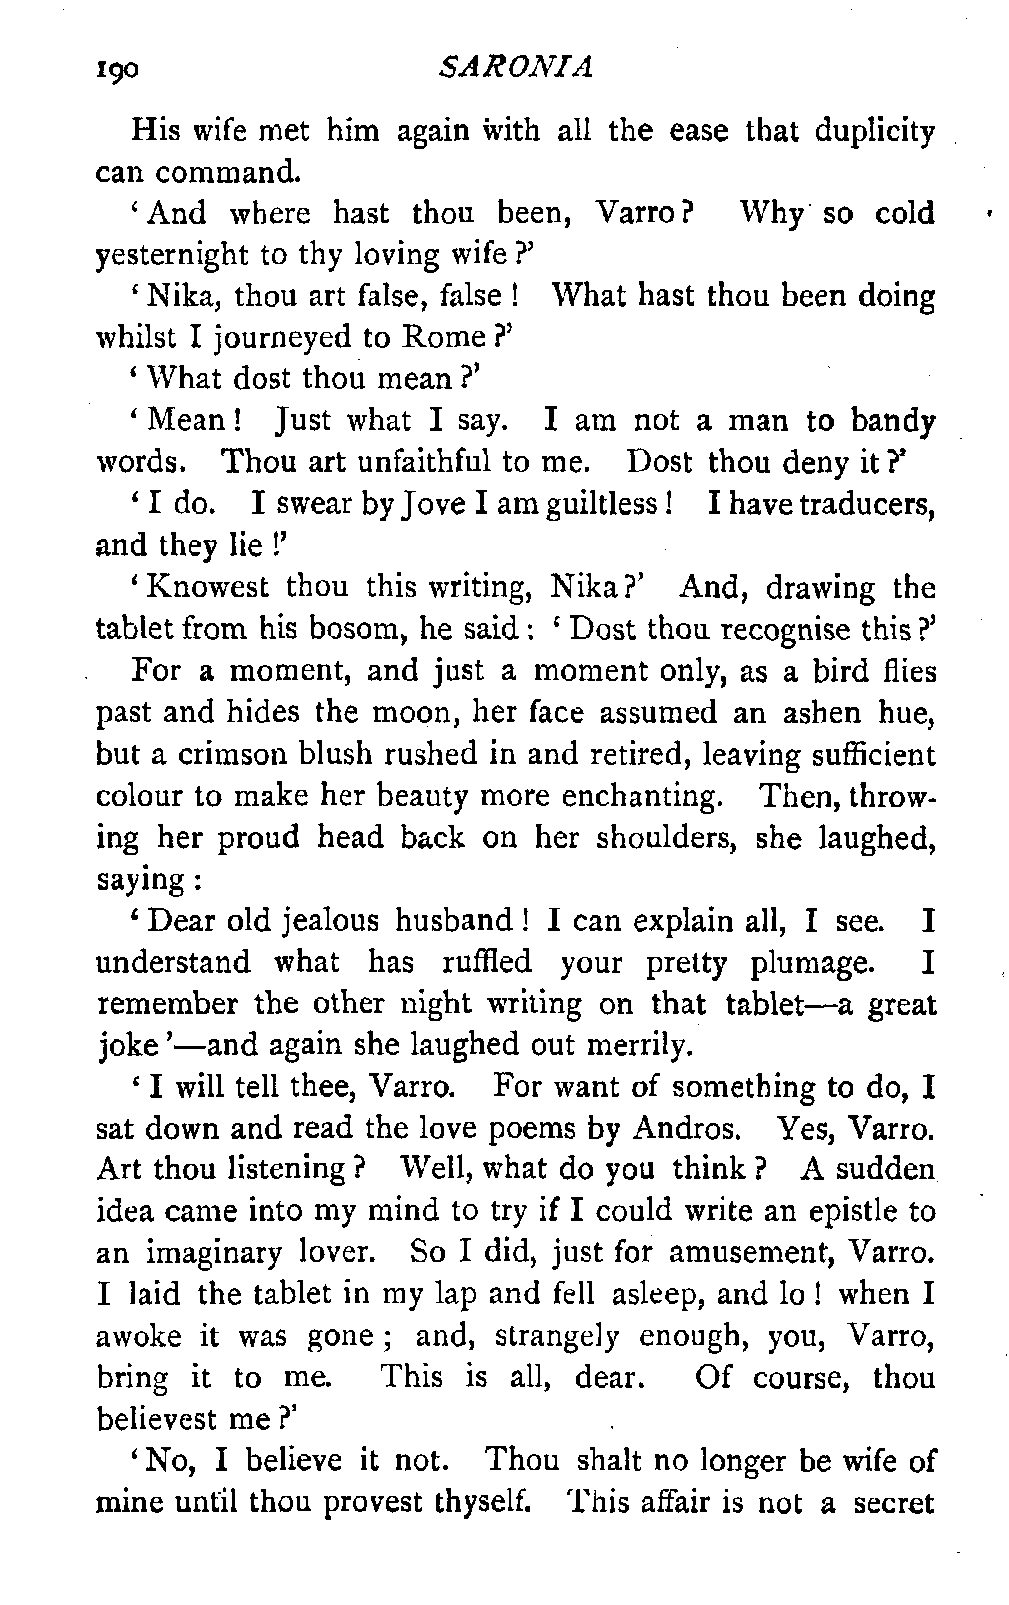 190 SARONIA
His wife met him again with all the ease that duplicity
can command.
‘And where hast thou been, Varro? Why so cold
yesternight to thy loving wife?’
‘Nika, thou art false, false! What hast thou been doing
whilst I journeyed to Rome?’
‘What dost thou mean?’
‘Mean! Just what I say. I am not a man to bandy
words. Thou art unfaithful to me. Dost thou deny it?’
‘I do. I swear by Jove I am guiltless! I have traducers,
and they lie!’
‘Knowest thou this writing, Nika?’ And, drawing the
tablet from his bosom, he said: ‘Dost thou recognise this?’
For a moment, and just a moment only, as a bird flies
past and hides the moon, her face assumed an ashen hue,
but a crimson blush rushed in and retired, leaving sufficient
colour to make her beauty more enchanting. Then, throw-
ing her proud head back on her shoulders, she laughed,
saying:
‘Dear old jealous husband! I can explain all, I see. I
understand what has ruffled your pretty plumage. I
remember the other night writing on that tablet—a great
joke’—and again she laughed out merrily.
‘I will tell thee, Varro. For want of something to do, I
sat down and read the love poems by Andros. Yes, Varro.
Art thou listening? Well, what do you think? A sudden
idea came into my mind to try if I could write an epistle to
an imaginary lover. So I did, just for amusement, Varro.
I laid the tablet in my lap and fell asleep, and lo! when I
awoke it was gone; and, strangely enough, you, Varro,
bring it to me. This is all, dear. Of course, thou
believest me?’
‘No, I believe it not. Thou shalt no longer be wife of
mine until thou provest thyself. This affair is not a secret